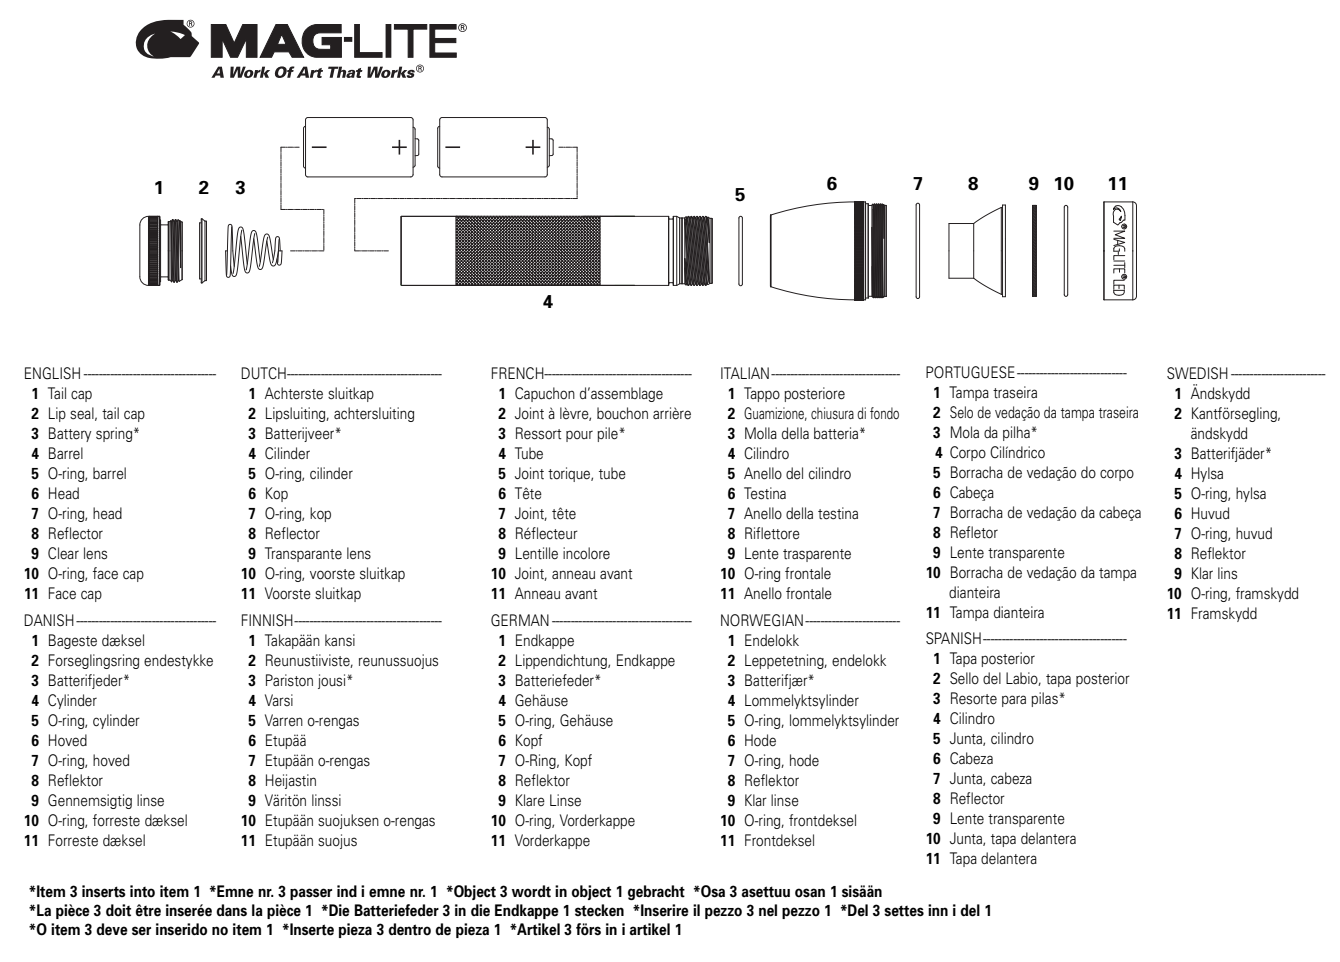 MAG-LITE®
A Work Of Art That Works®
− + − +
1 2 3 4 5 6 7 8 9 10 11
MAG-LITE® LED
ENGLISH
1 Tail cap
2 Lip seal, tail cap
3 Battery spring*
4 Barrel
5 O-ring, barrel
6 Head
7 O-ring, head
8 Reflector
9 Clear lens
10 O-ring, face cap
11 Face cap
DANISH
1 Bageste dæksel
2 Forseglingsring endestykke
3 Batterifjeder*
4 Cylinder
5 O-ring, cylinder
6 Hoved
7 O-ring, hoved
8 Reflektor
9 Gennemsigtig linse
10 O-ring, forreste dæksel
11 Forreste dæksel
DUTCH
1 Achterste sluitkap
2 Lipsluiting, achtersluiting
3 Batterijveer*
4 Cilinder
5 O-ring, cilinder
6 Kop
7 O-ring, kop
8 Reflector
9 Transparante lens
10 O-ring, voorste sluitkap
11 Voorste sluitkap
FINNISH
1 Takapään kansi
2 Reunustiiviste, reunussuojus
3 Pariston jousi*
4 Varsi
5 Varren o-rengas
6 Etupää
7 Etupään o-rengas
8 Heijastin
9 Väritön linssi
10 Etupään suojuksen o-rengas
11 Etupään suojus
FRENCH
1 Capuchon d’assemblage
2 Joint à lèvre, bouchon arrière
3 Ressort pour pile*
4 Tube
5 Joint torique, tube
6 Tête
7 Joint, tête
8 Réflecteur
9 Lentille incolore
10 Joint, anneau avant
11 Anneau avant
GERMAN
1 Endkappe
2 Lippendichtung, Endkappe
3 Batteriefeder*
4 Gehäuse
5 O-ring, Gehäuse
6 Kopf
7 O-Ring, Kopf
8 Reflektor
9 Klare Linse
10 O-ring, Vorderkappe
11 Vorderkappe
ITALIAN
1 Tappo posteriore
2 Guamizione, chiusura di fondo
3 Molla della batteria*
4 Cilindro
5 Anello del cilindro
6 Testina
7 Anello della testina
8 Riflettore
9 Lente trasparente
10 O-ring frontale
11 Anello frontale
NORWEGIAN
1 Endelokk
2 Leppetetning, endelokk
3 Batterifjær*
4 Lommelyktsylinder
5 O-ring, lommelyktsylinder
6 Hode
7 O-ring, hode
8 Reflektor
9 Klar linse
10 O-ring, frontdeksel
11 Frontdeksel
PORTUGUESE
1 Tampa traseira
2 Selo de vedação da tampa traseira
3 Mola da pilha*
4 Corpo Cilíndrico
5 Borracha de vedação do corpo
6 Cabeça
7 Borracha de vedação da cabeça
8 Refletor
9 Lente transparente
10 Borracha de vedação da tampa
dianteira
11 Tampa dianteira
SPANISH
1 Tapa posterior
2 Sello del Labio, tapa posterior
3 Resorte para pilas*
4 Cilindro
5 Junta, cilindro
6 Cabeza
7 Junta, cabeza
8 Reflector
9 Lente transparente
10 Junta, tapa delantera
11 Tapa delantera
SWEDISH
1 Ändskydd
2 Kantförsegling,
ändskydd
3 Batterifjäder*
4 Hylsa
5 O-ring, hylsa
6 Huvud
7 O-ring, huvud
8 Reflektor
9 Klar lins
10 O-ring, framskydd
11 Framskydd
*Item 3 inserts into item 1 *Emne nr. 3 passer ind i emne nr. 1 *Object 3 wordt in object 1 gebracht *Osa 3 asettuu osan 1 sisään
*La pièce 3 doit être inserée dans la pièce 1 *Die Batteriefeder 3 in die Endkappe 1 stecken *Inserire il pezzo 3 nel pezzo 1 *Del 3 settes inn i del 1
*O item 3 deve ser inserido no item 1 *Inserte pieza 3 dentro de pieza 1 *Artikel 3 förs in i artikel 1